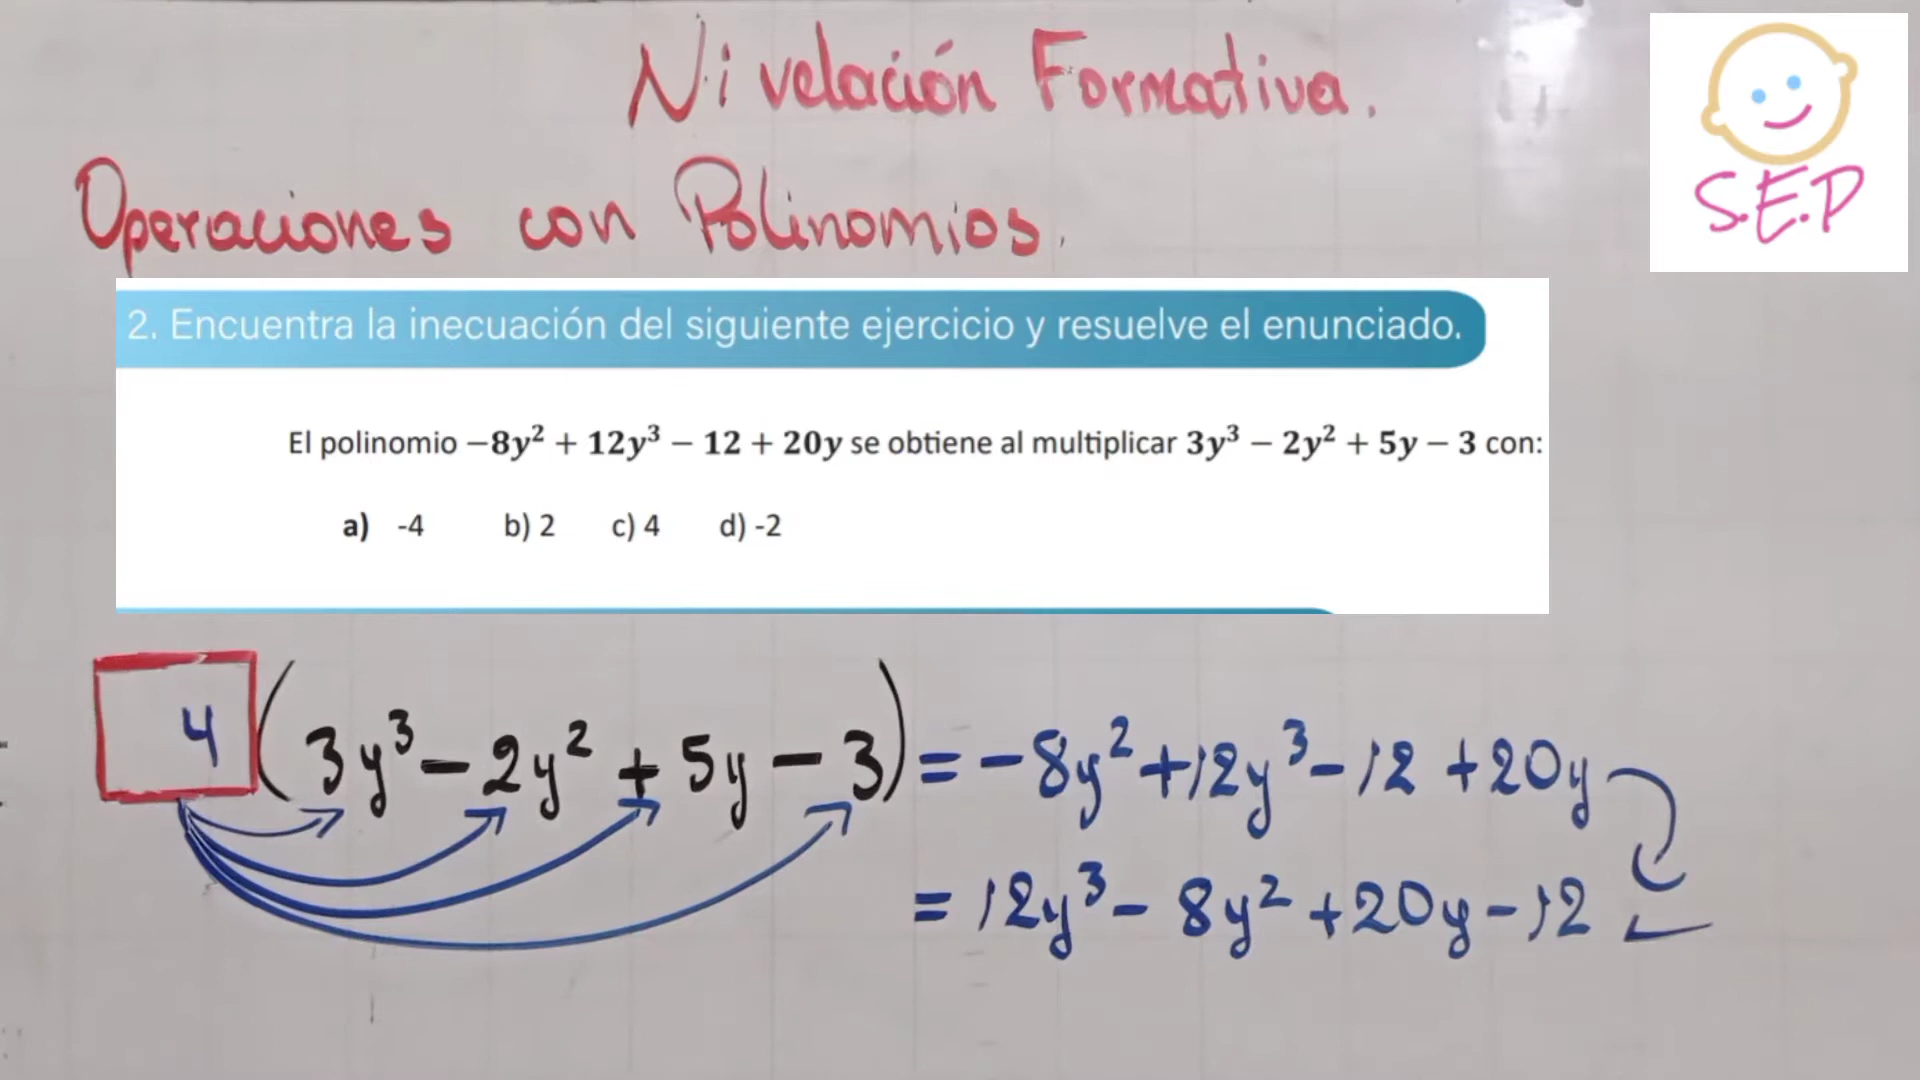 Nivelación Formativa.
S.E.P
Operaciones con Polinomios.
2. Encuentra la inecuación del siguiente ejercicio y resuelve el enunciado.
El polinomio −8y² + 12y³ − 12 + 20y se obtiene al multiplicar 3y³ − 2y² + 5y − 3 con:
a) -4 b) 2 c) 4 d) -2
4 (3y³ − 2y² + 5y − 3) = −8y² + 12y³ − 12 + 20y
= 12y³ − 8y² + 20y − 12